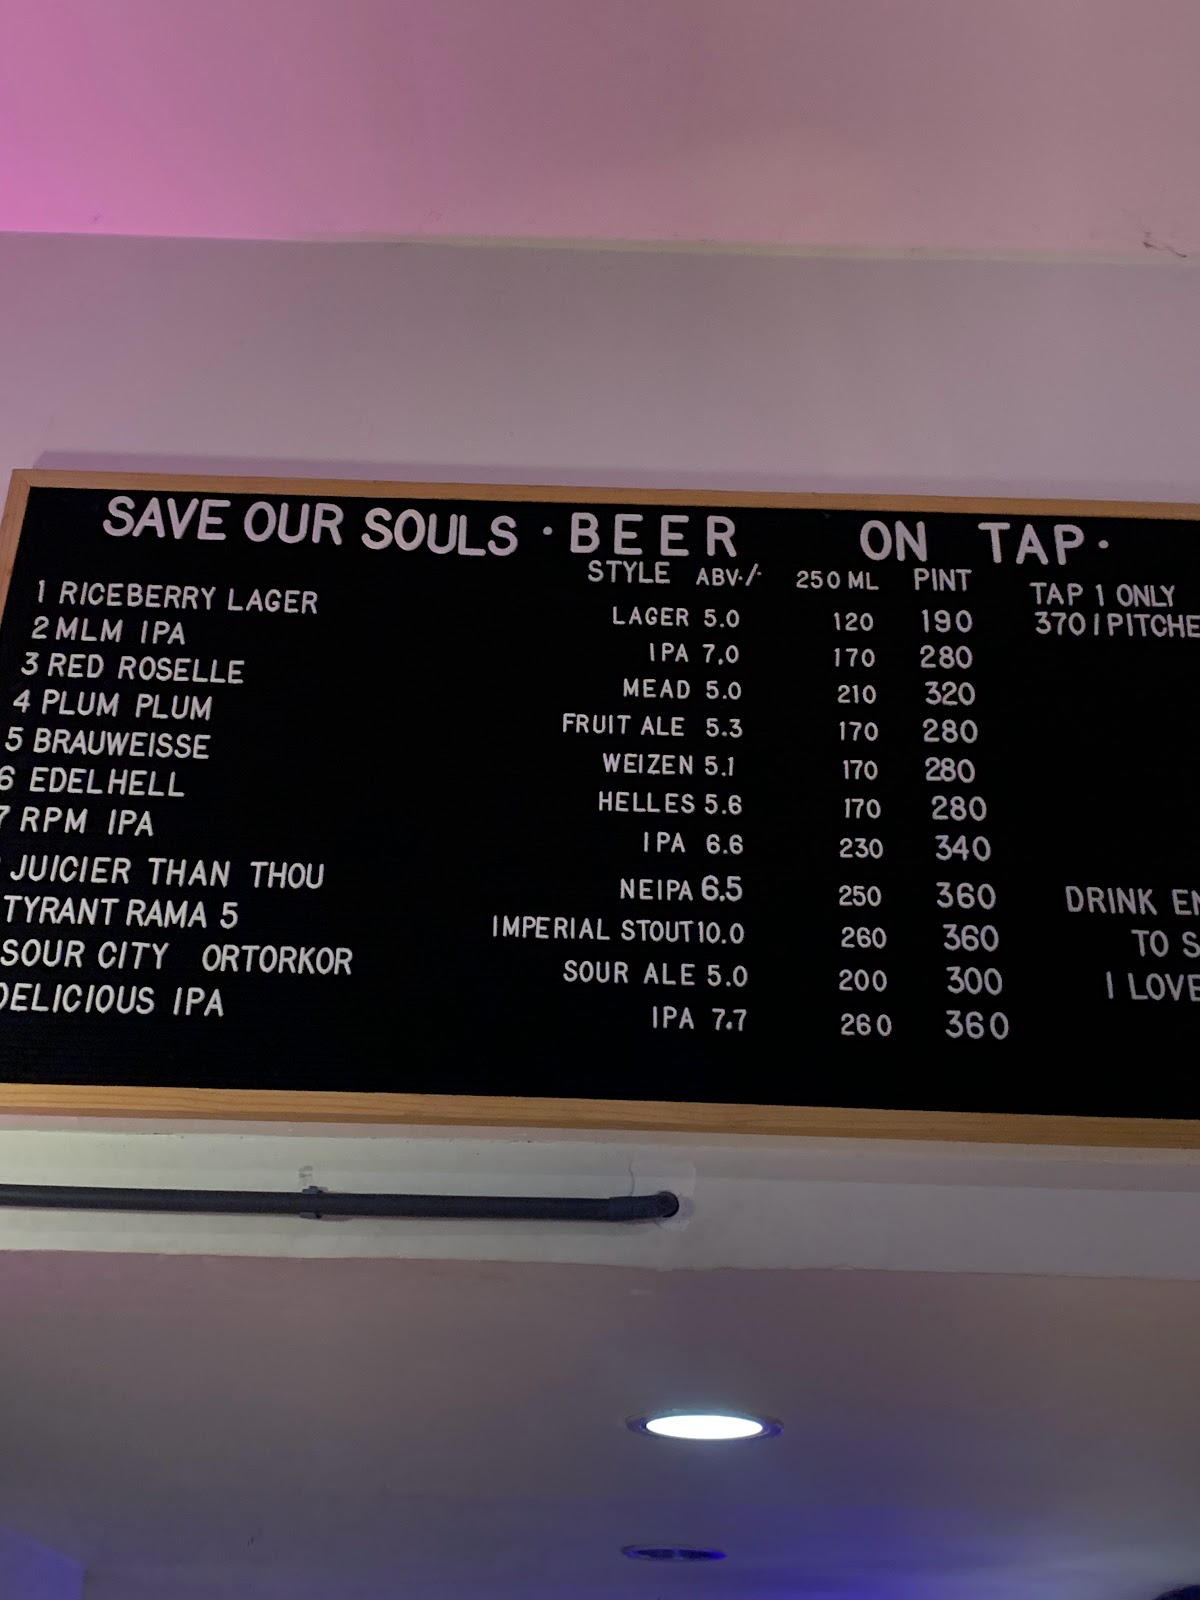 SAVE OUR SOULS · BEER ON TAP ·
STYLE ABV·/· 250 ML PINT
1 RICEBERRY LAGER LAGER 5.0 120 190
2 MLM IPA IPA 7.0 170 280
3 RED ROSELLE MEAD 5.0 210 320
4 PLUM PLUM FRUIT ALE 5.3 170 280
5 BRAUWEISSE WEIZEN 5.1 170 280
6 EDELHELL HELLES 5.6 170 280
7 RPM IPA IPA 6.6 230 340
JUICIER THAN THOU NEIPA 6.5 250 360
TYRANT RAMA 5 IMPERIAL STOUT 10.0 260 360
SOUR CITY ORTORKOR SOUR ALE 5.0 200 300
DELICIOUS IPA IPA 7.7 260 360
TAP 1 ONLY
370 / PITCHE
DRINK EN
TO S
I LOVE